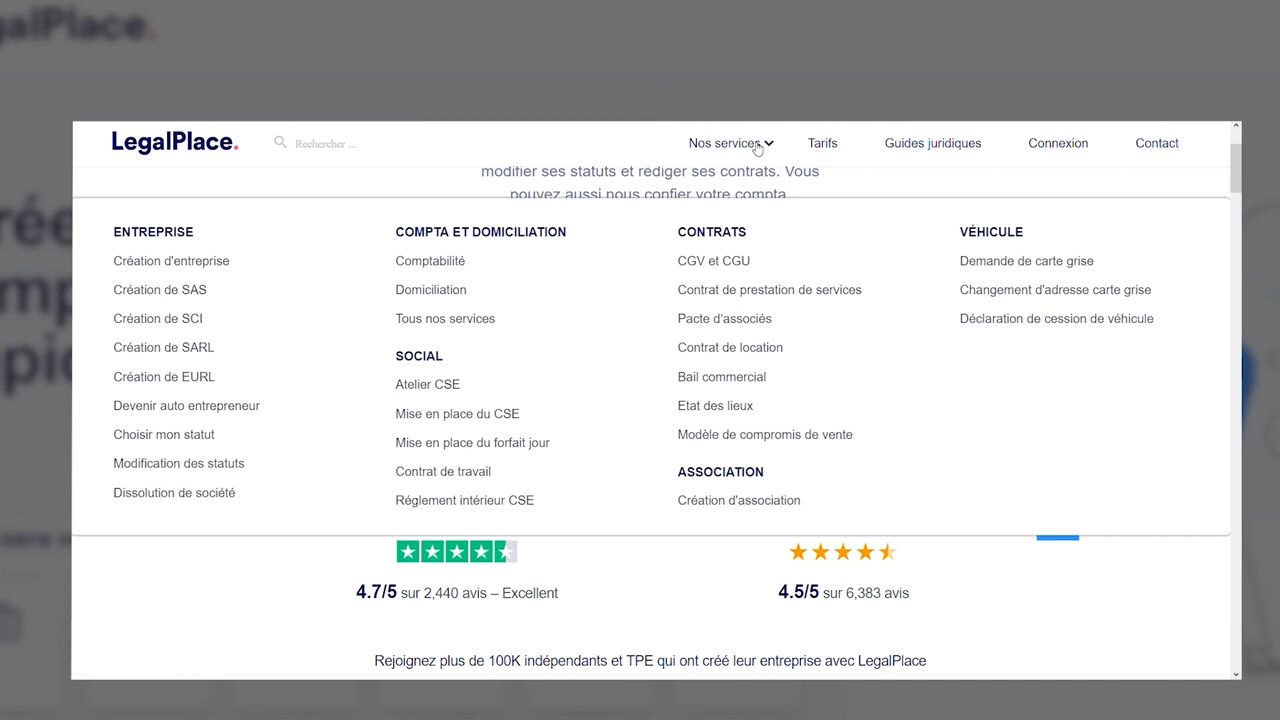 galPlace.
LegalPlace.
Rechercher ...
Nos services
Tarifs
Guides juridiques
Connexion
Contact
modifier ses statuts et rédiger ses contrats. Vous
pouvez aussi nous confier votre compta.
ENTREPRISE
Création d'entreprise
Création de SAS
Création de SCI
Création de SARL
Création de EURL
Devenir auto entrepreneur
Choisir mon statut
Modification des statuts
Dissolution de société
COMPTA ET DOMICILIATION
Comptabilité
Domiciliation
Tous nos services
SOCIAL
Atelier CSE
Mise en place du CSE
Mise en place du forfait jour
Contrat de travail
Réglement intérieur CSE
CONTRATS
CGV et CGU
Contrat de prestation de services
Pacte d'associés
Contrat de location
Bail commercial
Etat des lieux
Modèle de compromis de vente
ASSOCIATION
Création d'association
VÉHICULE
Demande de carte grise
Changement d'adresse carte grise
Déclaration de cession de véhicule
4.7/5 sur 2,440 avis – Excellent
4.5/5 sur 6,383 avis
Rejoignez plus de 100K indépendants et TPE qui ont créé leur entreprise avec LegalPlace